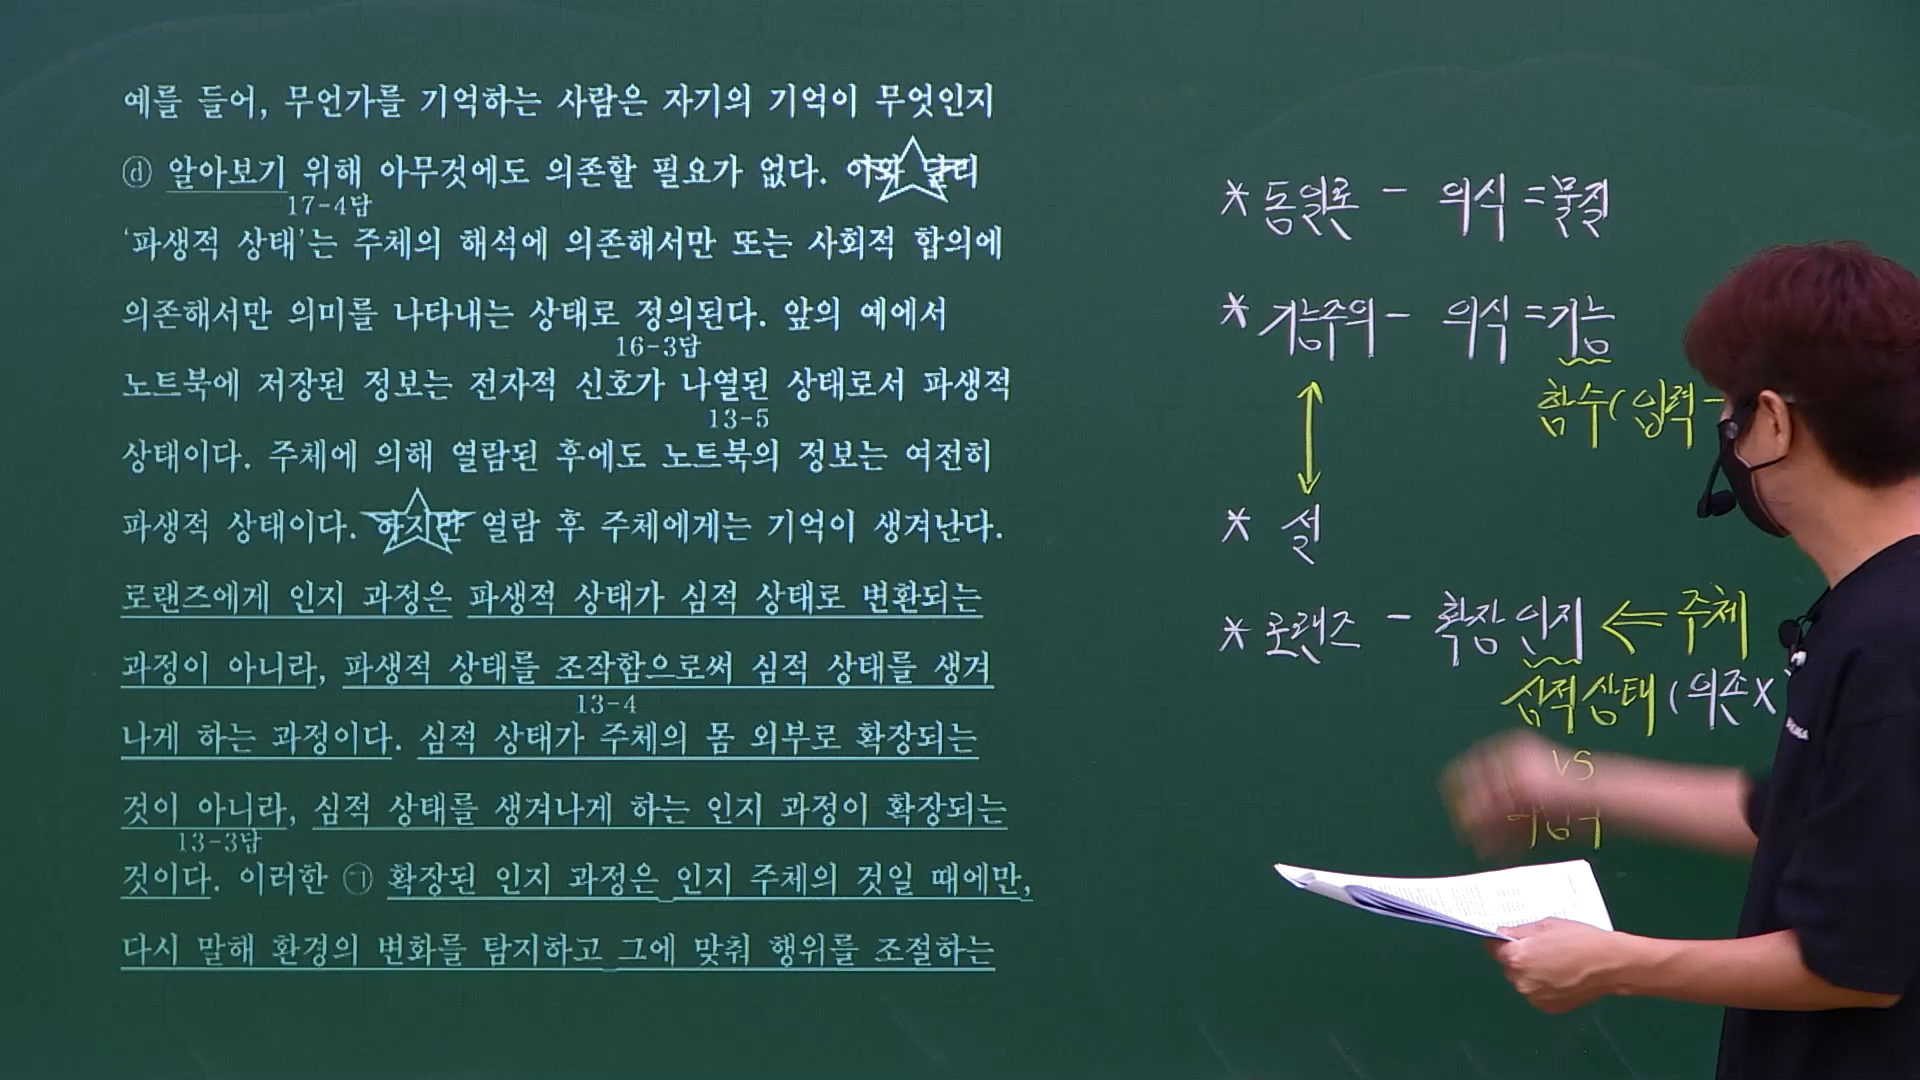 예를 들어, 무언가를 기억하는 사람은 자기의 기억이 무엇인지
ⓓ 알아보기 위해 아무것에도 의존할 필요가 없다. 이와 달리
17-4답
‘파생적 상태’는 주체의 해석에 의존해서만 또는 사회적 합의에
의존해서만 의미를 나타내는 상태로 정의된다. 앞의 예에서
16-3답
노트북에 저장된 정보는 전자적 신호가 나열된 상태로서 파생적
13-5
상태이다. 주체에 의해 열람된 후에도 노트북의 정보는 여전히
파생적 상태이다. 하지만 열람 후 주체에게는 기억이 생겨난다.
로랜즈에게 인지 과정은 파생적 상태가 심적 상태로 변환되는
과정이 아니라, 파생적 상태를 조작함으로써 심적 상태를 생겨
13-4
나게 하는 과정이다. 심적 상태가 주체의 몸 외부로 확장되는
것이 아니라, 심적 상태를 생겨나게 하는 인지 과정이 확장되는
13-3답
것이다. 이러한 ㉠ 확장된 인지 과정은 인지 주체의 것일 때에만,
다시 말해 환경의 변화를 탐지하고 그에 맞춰 행위를 조절하는
* 동일론 - 의식 = 물질
* 기능주의 - 의식 = 기능
함수(입력 -
* 설
* 로랜즈 - 확장 인지 ⇐ 주체
심적 상태 (의존X
vs